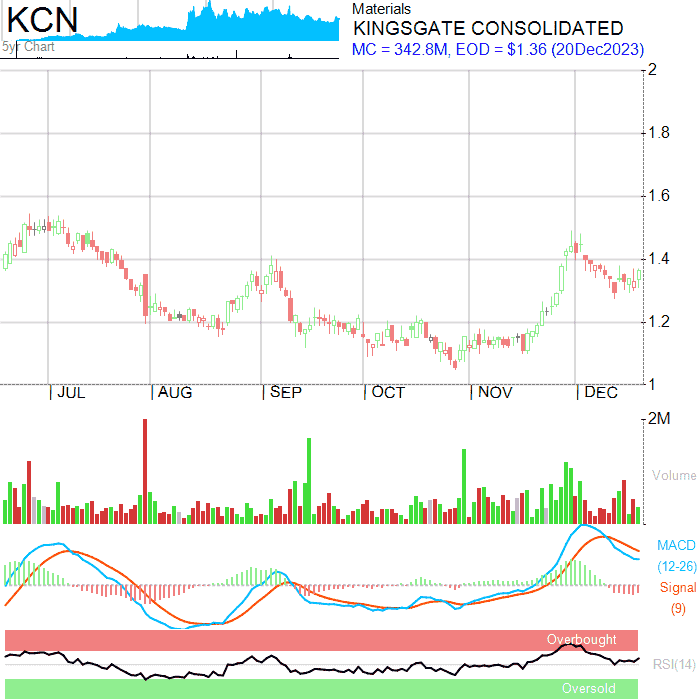 KCN
5yr Chart
Materials
KINGSGATE CONSOLIDATED
MC = 342.8M, EOD = $1.36 (20Dec2023)
2
1.8
1.6
1.4
1.2
1
JUL AUG SEP OCT NOV DEC
2M
Volume
MACD
(12-26)
Signal
(9)
Overbought
RSI(14)
Oversold